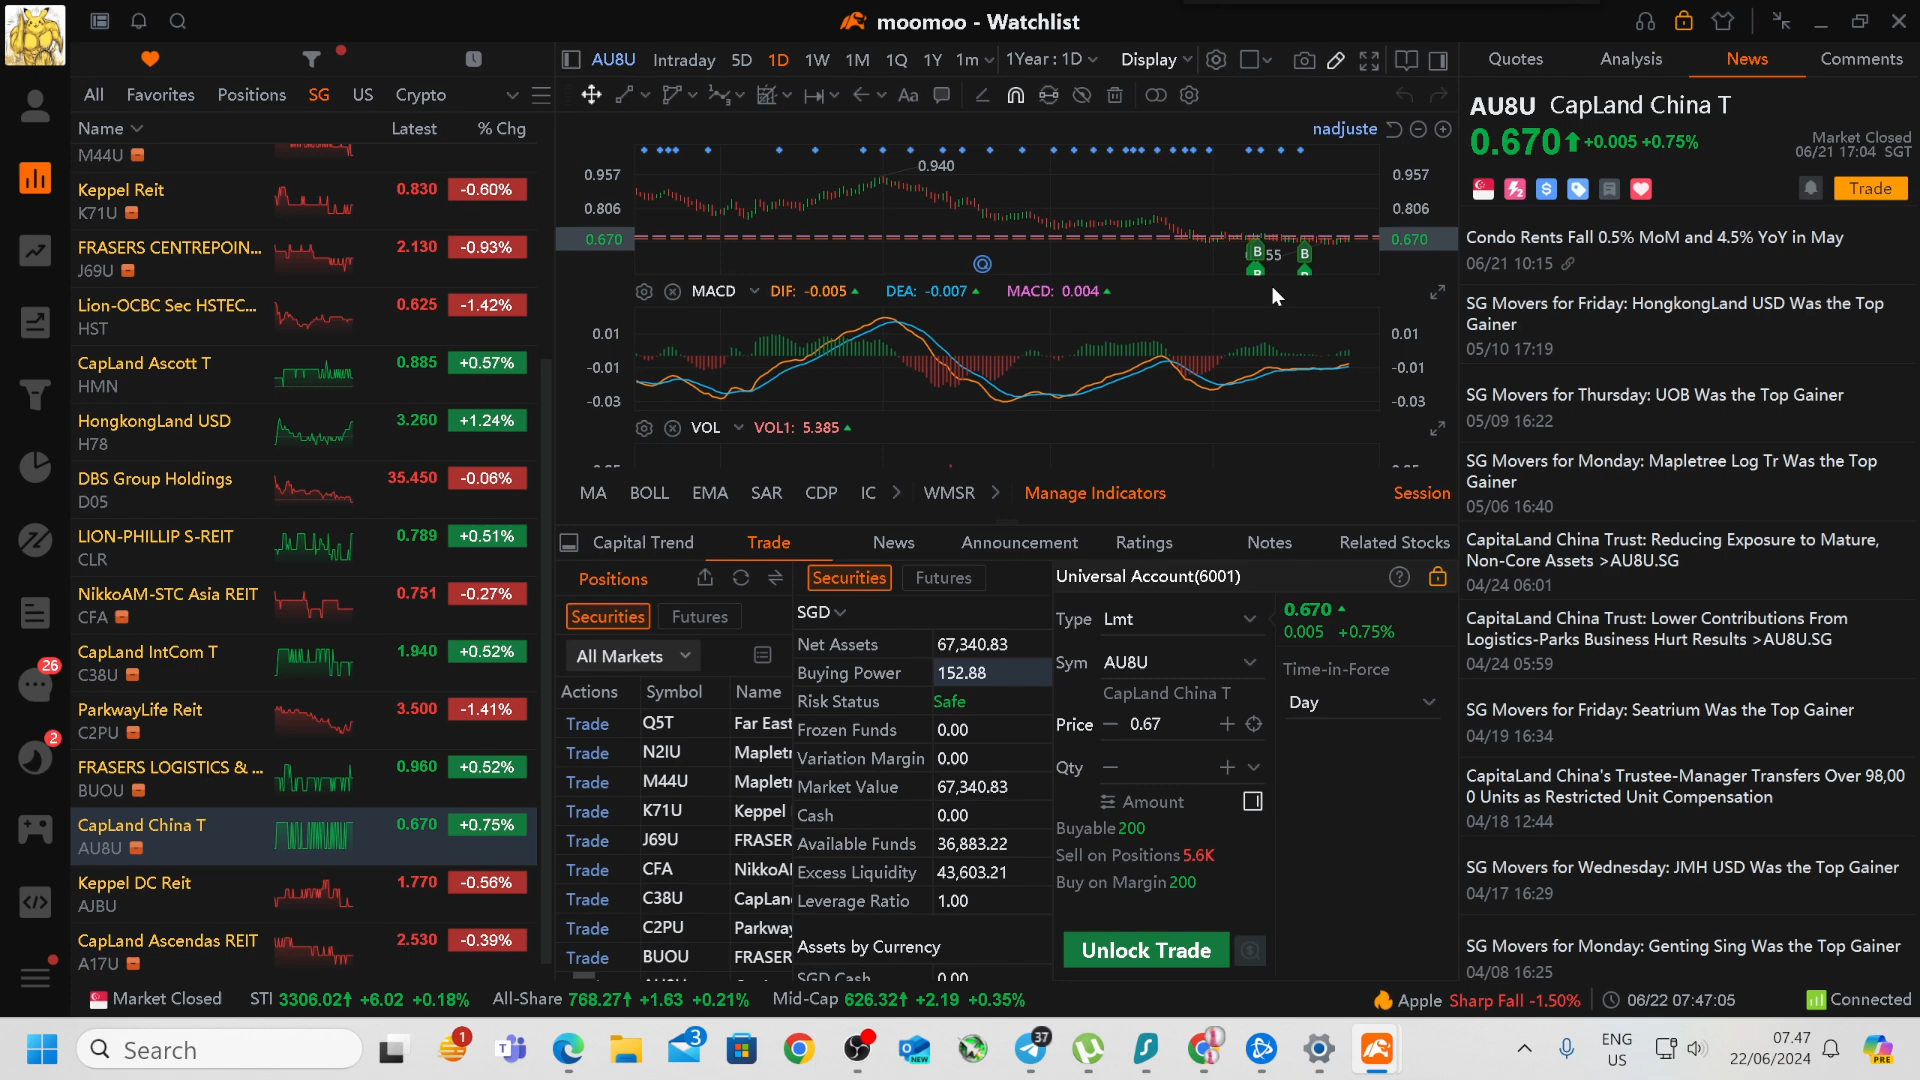 moomoo - Watchlist
AU8U Intraday 5D 1D 1W 1M 1Q 1Y 1m 1Year : 1D Display
Quotes Analysis News Comments
All Favorites Positions SG US Crypto
Aa
Name Latest % Chg
M44U
Keppel Reit 0.830 -0.60%
K71U
FRASERS CENTREPOIN... 2.130 -0.93%
J69U
Lion-OCBC Sec HSTEC... 0.625 -1.42%
HST
CapLand Ascott T 0.885 +0.57%
HMN
HongkongLand USD 3.260 +1.24%
H78
DBS Group Holdings 35.450 -0.06%
D05
LION-PHILLIP S-REIT 0.789 +0.51%
CLR
NikkoAM-STC Asia REIT 0.751 -0.27%
CFA
CapLand IntCom T 1.940 +0.52%
C38U
ParkwayLife Reit 3.500 -1.41%
C2PU
FRASERS LOGISTICS & ... 0.960 +0.52%
BUOU
CapLand China T 0.670 +0.75%
AU8U
Keppel DC Reit 1.770 -0.56%
AJBU
CapLand Ascendas REIT 2.530 -0.39%
A17U
nadjuste
0.940
0.957 0.957
0.806 0.806
0.670 0.670
B 55 B
B
MACD DIF: -0.005 DEA: -0.007 MACD: 0.004
0.01 0.01
-0.01 -0.01
-0.03 -0.03
VOL VOL1: 5.385
MA BOLL EMA SAR CDP IC WMSR Manage Indicators Session
Capital Trend Trade News Announcement Ratings Notes Related Stocks
Positions
Securities Futures
All Markets
Actions Symbol Name
Trade Q5T Far East
Trade N2IU Mapletr
Trade M44U Mapletr
Trade K71U Keppel
Trade J69U FRASER
Trade CFA NikkoAl
Trade C38U CapLan
Trade C2PU Parkway
Trade BUOU FRASER
Securities Futures
SGD
Net Assets 67,340.83
Buying Power 152.88
Risk Status Safe
Frozen Funds 0.00
Variation Margin 0.00
Market Value 67,340.83
Cash 0.00
Available Funds 36,883.22
Excess Liquidity 43,603.21
Leverage Ratio 1.00
Assets by Currency
SGD Cash 0.00
Universal Account(6001)
Type Lmt
Sym AU8U
CapLand China T
Price 0.67
Qty
Amount
Buyable 200
Sell on Positions 5.6K
Buy on Margin 200
Unlock Trade
0.670
0.005 +0.75%
Time-in-Force
Day
AU8U CapLand China T
0.670 +0.005 +0.75%
Market Closed
06/21 17:04 SGT
Trade
Condo Rents Fall 0.5% MoM and 4.5% YoY in May
06/21 10:15
SG Movers for Friday: HongkongLand USD Was the Top
Gainer
05/10 17:19
SG Movers for Thursday: UOB Was the Top Gainer
05/09 16:22
SG Movers for Monday: Mapletree Log Tr Was the Top
Gainer
05/06 16:40
CapitaLand China Trust: Reducing Exposure to Mature,
Non-Core Assets >AU8U.SG
04/24 06:01
CapitaLand China Trust: Lower Contributions From
Logistics-Parks Business Hurt Results >AU8U.SG
04/24 05:59
SG Movers for Friday: Seatrium Was the Top Gainer
04/19 16:34
CapitaLand China's Trustee-Manager Transfers Over 98,00
0 Units as Restricted Unit Compensation
04/18 12:44
SG Movers for Wednesday: JMH USD Was the Top Gainer
04/17 16:29
SG Movers for Monday: Genting Sing Was the Top Gainer
04/08 16:25
26
2
Market Closed STI 3306.02 +6.02 +0.18% All-Share 768.27 +1.63 +0.21% Mid-Cap 626.32 +2.19 +0.35% Apple Sharp Fall -1.50% 06/22 07:47:05 Connected
Search 1 3 NEW 37 ENG
US
07.47
22/06/2024
PRE